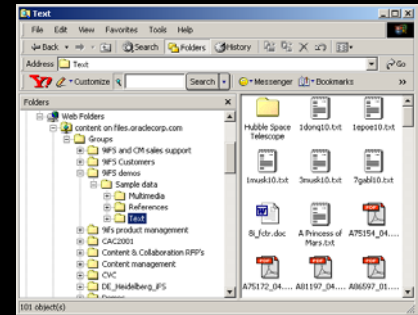 Text
File Edit View Favorites Tools Help
Back Search Folders History
Address Text Go
Y? Customize Search Messenger Bookmarks
Folders
Web Folders
content on files.oraclecorp.com
Groups
9iFS and CM sales support
9iFS Customers
9iFS demos
Sample data
Multimedia
References
Text
9ifs product management
CAC2001
Content & Collaboration RFP's
Content management
CVC
DE_Heidelberg_iFS
Hubble Space Telescope
1donq10.txt
1epoe10.txt
1musk10.txt
3musk10.txt
7gabl10.txt
8i_fctr.doc
A Princess of Mars.txt
A75154_04....
A75172_04....
A81197_04....
A86597_01....
101 object(s)